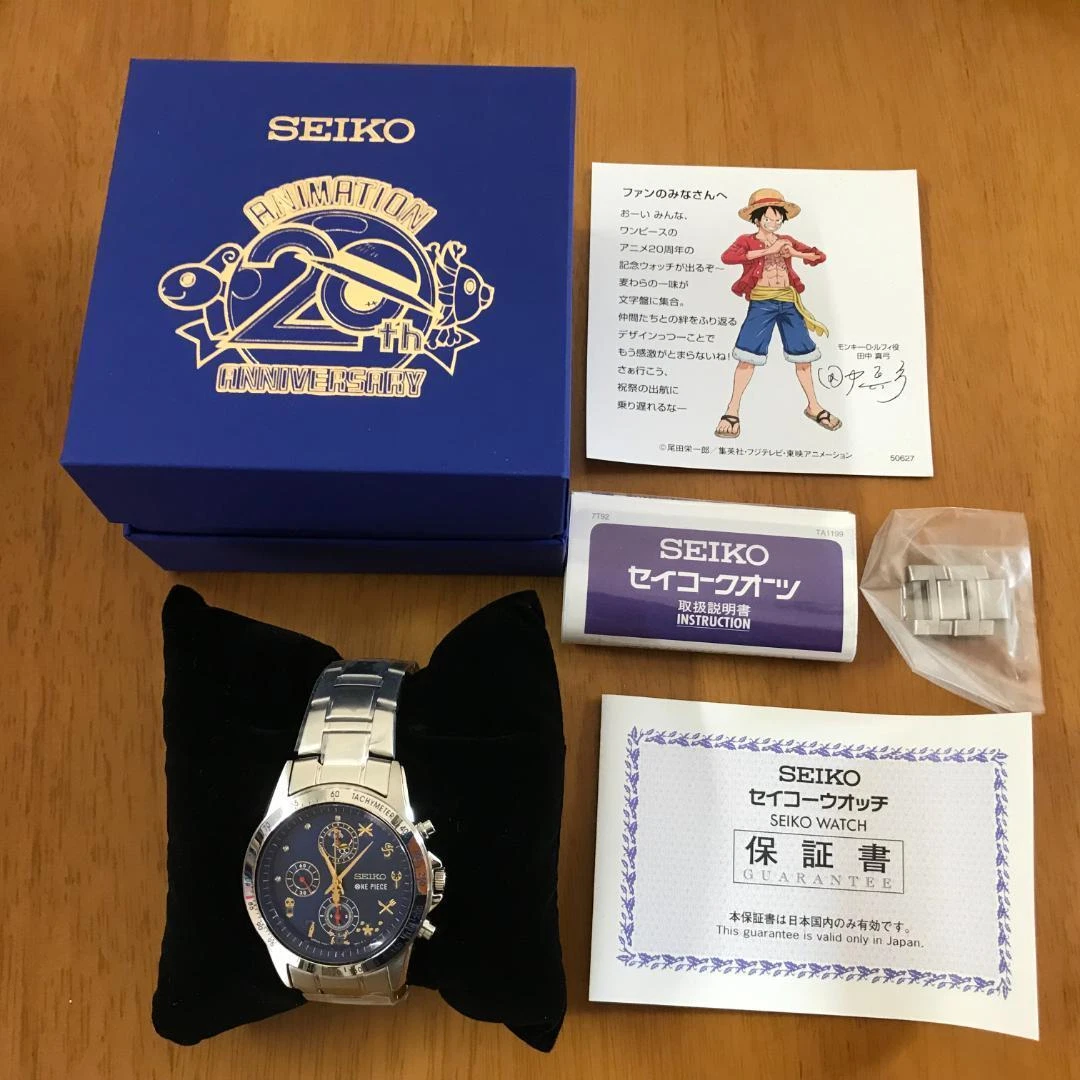 SEIKO
ANIMATION
20th
ANNIVERSARY
ファンのみなさんへ
おーい みんな、
ワンピースの
アニメ20周年の
記念ウォッチが出るぞ〜
麦わらの一味が
文字盤に集合。
仲間たちとの絆をふり返る
デザインっつーことで
もう感激がとまらないね!
さぁ行こう、
祝祭の出航に
乗り遅れるなー
モンキー・D・ルフィ役
田中 真弓
田中真弓
©尾田栄一郎/集英社・フジテレビ・東映アニメーション
50627
7T92
TA1199
SEIKO
セイコークオーツ
取扱説明書
INSTRUCTION
60
TACHYMETER
SEIKO
ONE PIECE
60
30
SEIKO
セイコーウオッチ
SEIKO WATCH
保証書
GUARANTEE
本保証書は日本国内のみ有効です。
This guarantee is valid only in Japan.